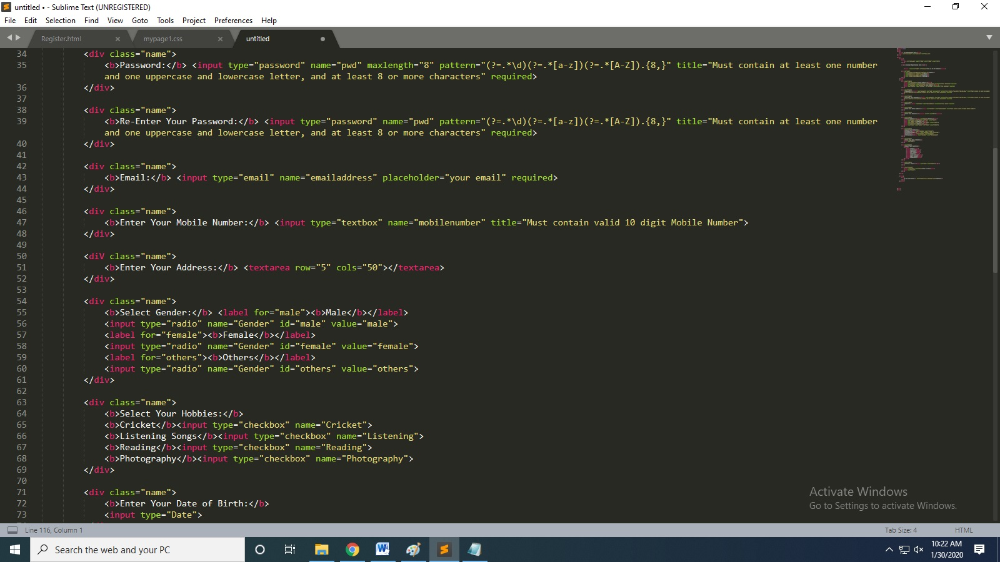 untitled • - Sublime Text (UNREGISTERED)
File Edit Selection Find View Goto Tools Project Preferences Help
Register.html × mypage1.css × untitled
34 <div class="name">
35 <b>Password:</b> <input type="password" name="pwd" maxlength="8" pattern="(?=.*\d)(?=.*[a-z])(?=.*[A-Z]).{8,}" title="Must contain at least one number
and one uppercase and lowercase letter, and at least 8 or more characters" required>
36 </div>
37
38 <div class="name">
39 <b>Re-Enter Your Password:</b> <input type="password" name="pwd" pattern="(?=.*\d)(?=.*[a-z])(?=.*[A-Z]).{8,}" title="Must contain at least one number
and one uppercase and lowercase letter, and at least 8 or more characters" required>
40 </div>
41
42 <div class="name">
43 <b>Email:</b> <input type="email" name="emailaddress" placeholder="your email" required>
44 </div>
45
46 <div class="name">
47 <b>Enter Your Mobile Number:</b> <input type="textbox" name="mobilenumber" title="Must contain valid 10 digit Mobile Number">
48 </div>
49
50 <diV class="name">
51 <b>Enter Your Address:</b> <textarea row="5" cols="50"></textarea>
52 </div>
53
54 <div class="name">
55 <b>Select Gender:</b> <label for="male"><b>Male</b></label>
56 <input type="radio" name="Gender" id="male" value="male">
57 <label for="female"><b>Female</b></label>
58 <input type="radio" name="Gender" id="female" value="female">
59 <label for="others"><b>Others</b></label>
60 <input type="radio" name="Gender" id="others" value="others">
61 </div>
62
63 <div class="name">
64 <b>Select Your Hobbies:</b>
65 <b>Cricket</b><input type="checkbox" name="Cricket">
66 <b>Listening Songs</b><input type="checkbox" name="Listening">
67 <b>Reading</b><input type="checkbox" name="Reading">
68 <b>Photography</b><input type="checkbox" name="Photography">
69 </div>
70
71 <div class="name">
72 <b>Enter Your Date of Birth:</b>
73 <input type="Date">
Activate Windows
Go to Settings to activate Windows.
Line 116, Column 1 Tab Size: 4 HTML
Search the web and your PC
10:22 AM
1/30/2020